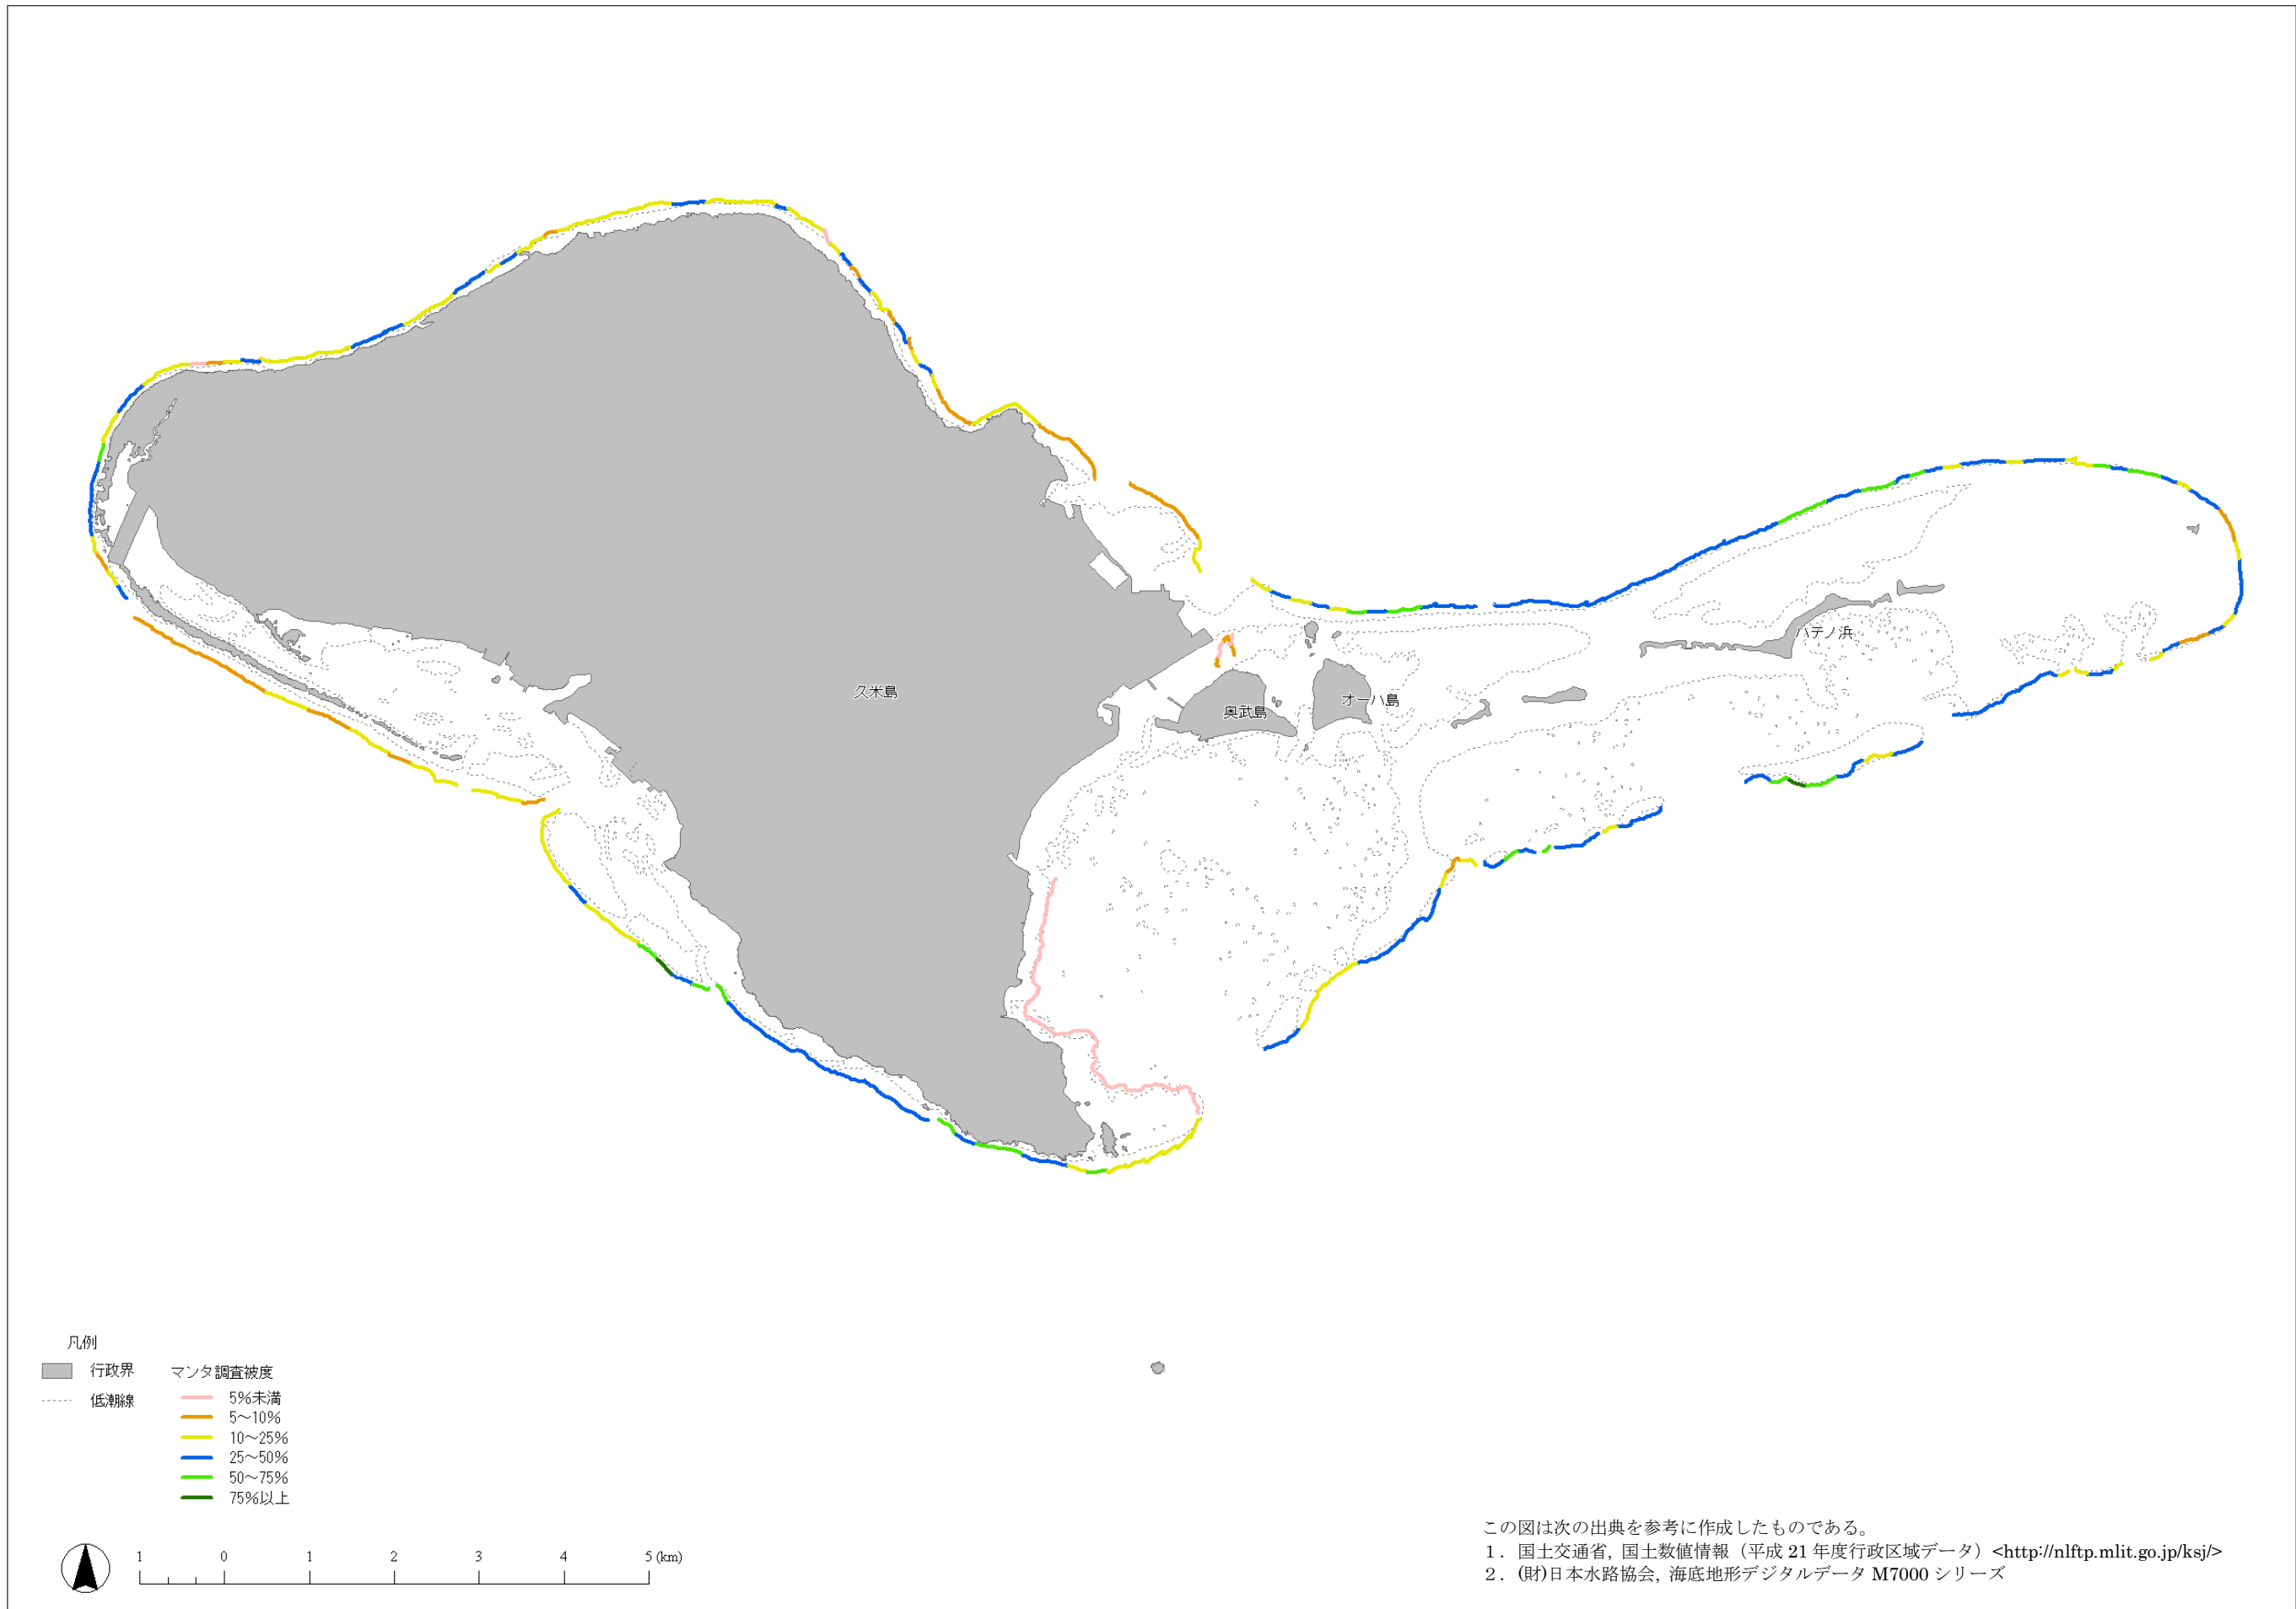 久米島
奥武島
オーハ島
ハテノ浜
凡例
行政界
低潮線
マンタ調査被度
5%未満
5～10%
10～25%
25～50%
50～75%
75%以上
1 0 1 2 3 4 5 (km)
この図は次の出典を参考に作成したものである。
1. 国土交通省, 国土数値情報（平成 21 年度行政区域データ）<http://nlftp.mlit.go.jp/ksj/>
2. (財)日本水路協会, 海底地形デジタルデータ M7000 シリーズ